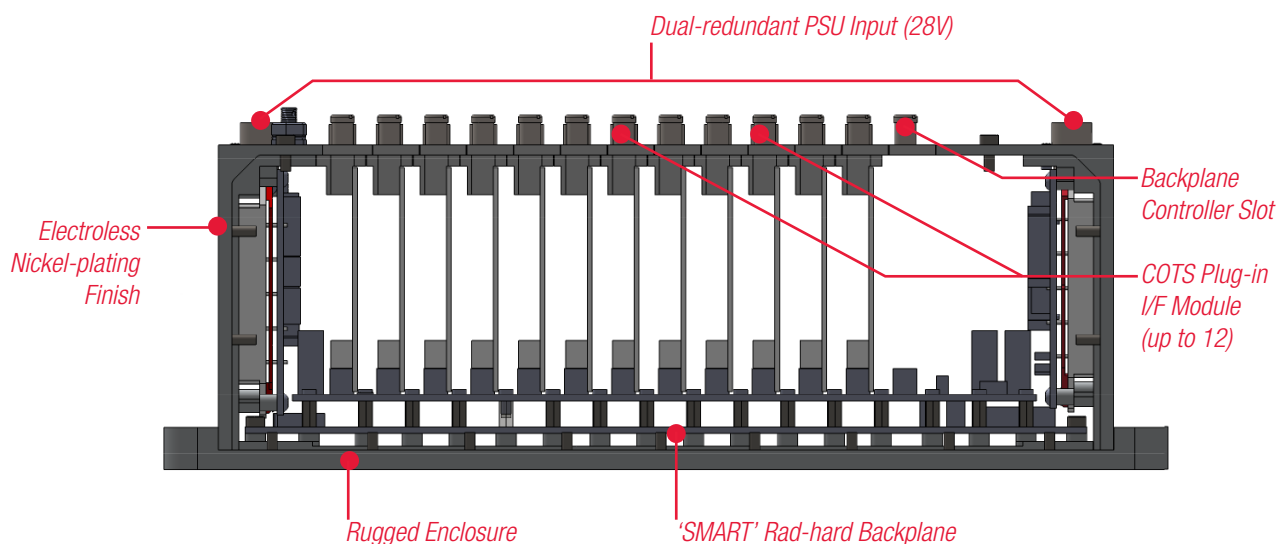 Dual-redundant PSU Input (28V)
Backplane
Controller Slot
Electroless
Nickel-plating
Finish
COTS Plug-in
I/F Module
(up to 12)
Rugged Enclosure
‘SMART’ Rad-hard Backplane